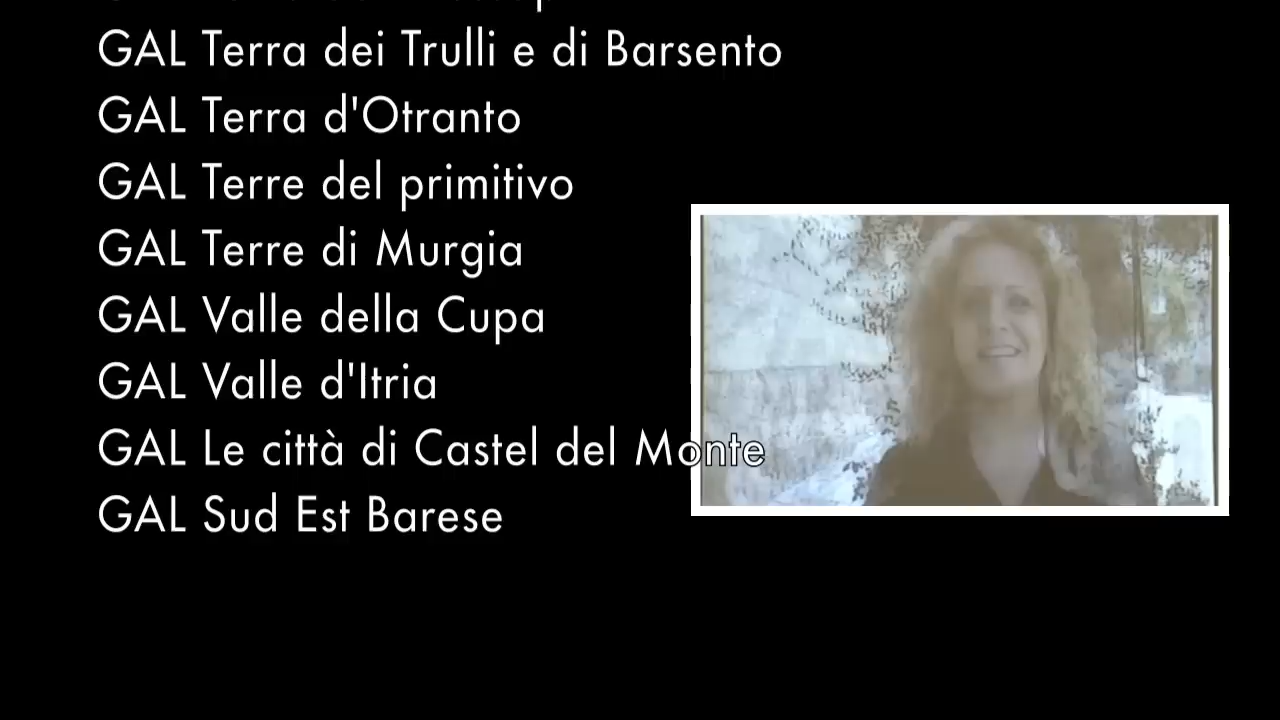 GAL Terra dei Trulli e di Barsento
GAL Terra d'Otranto
GAL Terre del primitivo
GAL Terre di Murgia
GAL Valle della Cupa
GAL Valle d'Itria
GAL Le città di Castel del Monte
GAL Sud Est Barese